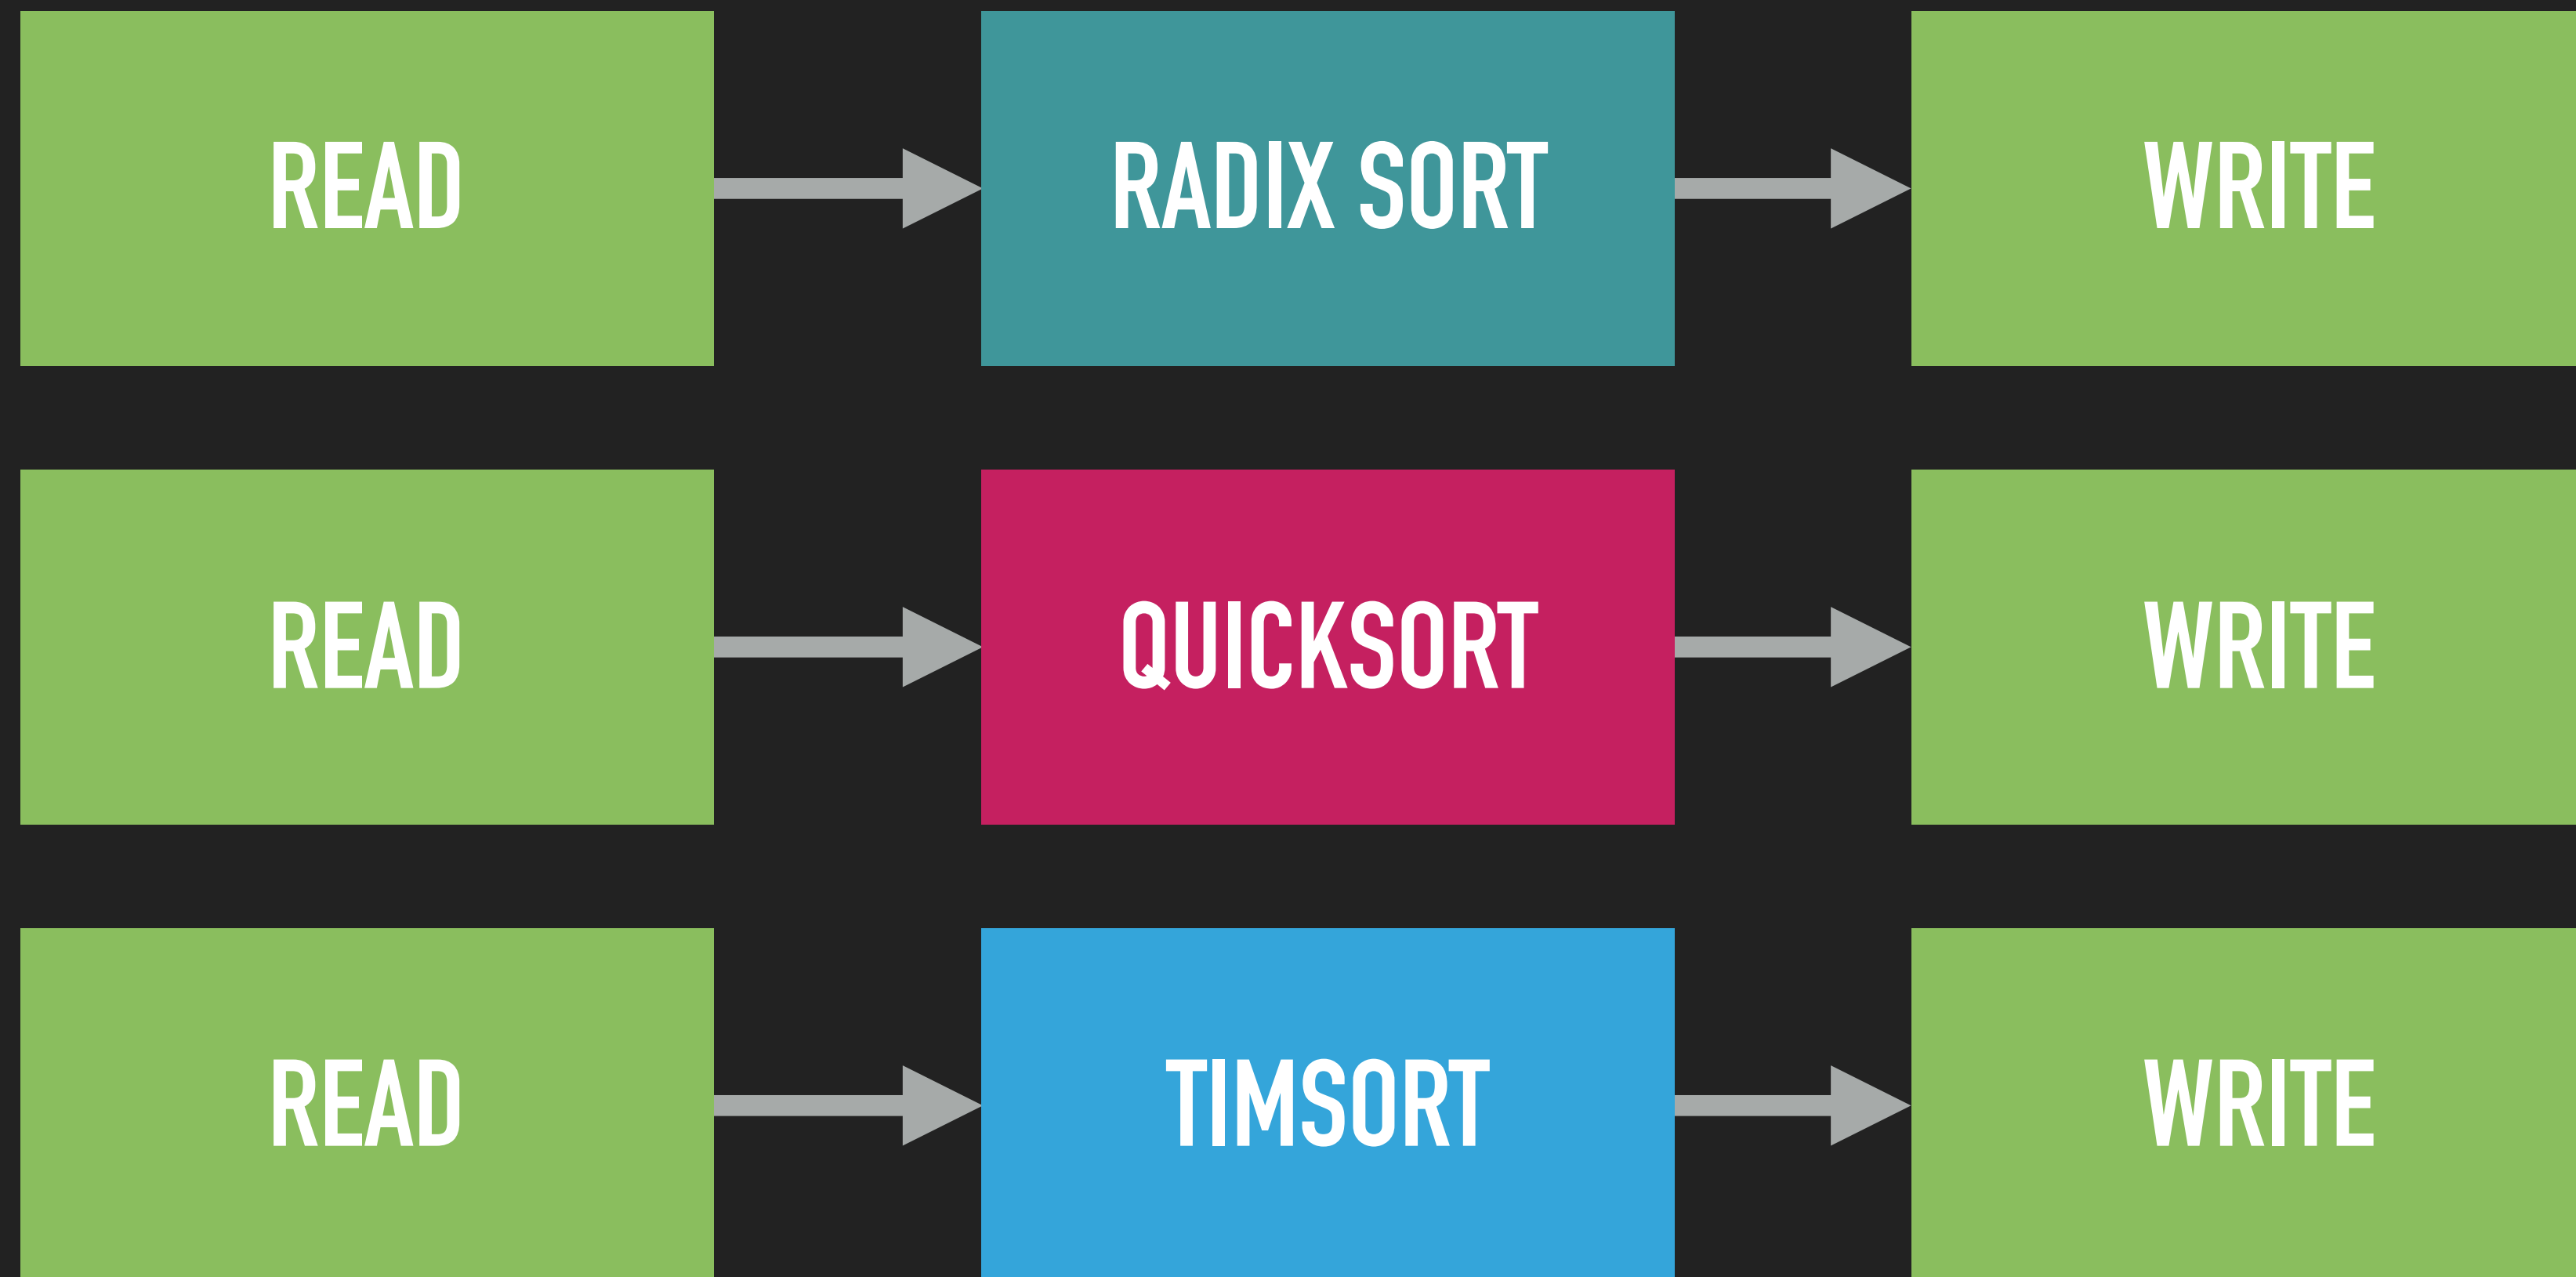 READ
RADIX SORT
WRITE
READ
QUICKSORT
WRITE
READ
TIMSORT
WRITE